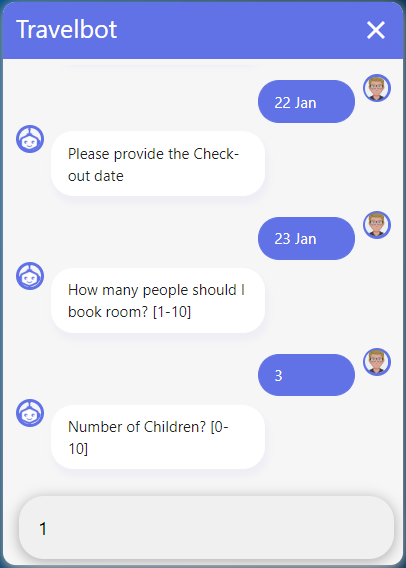 Travelbot
22 Jan
Please provide the Check-
out date
23 Jan
How many people should I
book room? [1-10]
3
Number of Children? [0-
10]
1